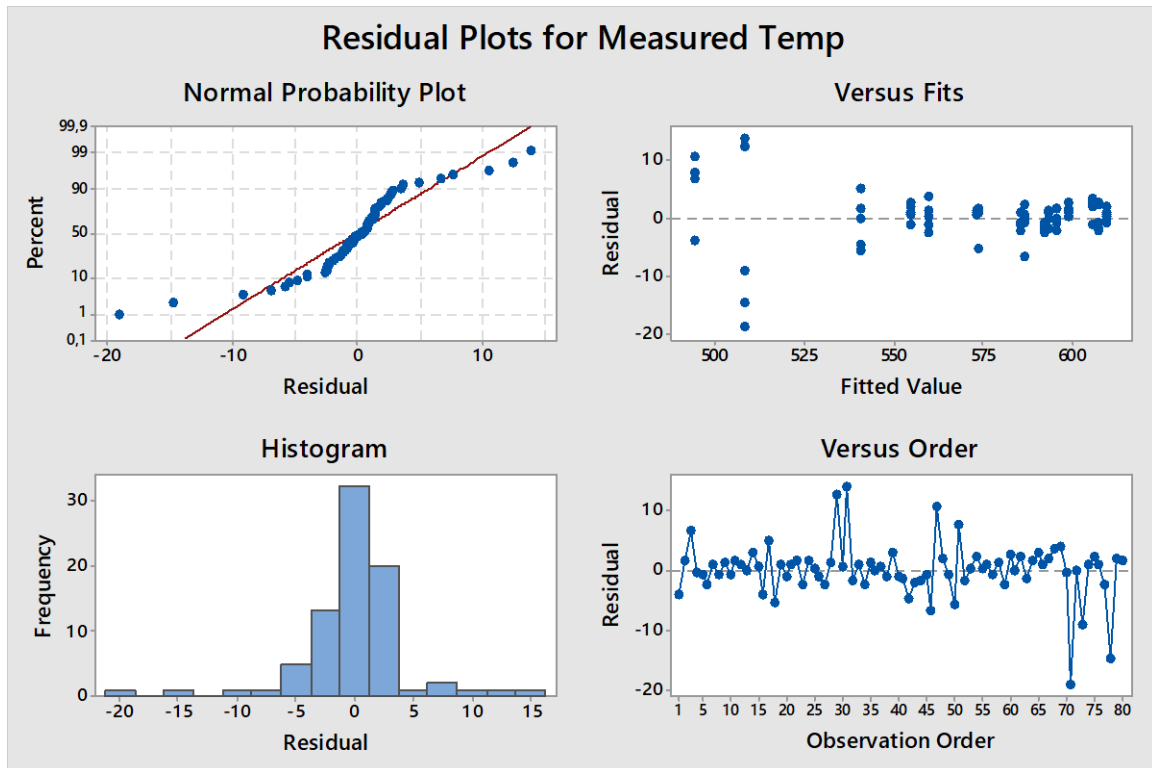 Residual Plots for Measured Temp
Normal Probability Plot
99,9
99
90
50
10
1
0,1
Percent
-20 -10 0 10
Residual
Versus Fits
10
0
-10
-20
Residual
500 525 550 575 600
Fitted Value
Histogram
30
20
10
0
Frequency
-20 -15 -10 -5 0 5 10 15
Residual
Versus Order
10
0
-10
-20
Residual
1 5 10 15 20 25 30 35 40 45 50 55 60 65 70 75 80
Observation Order